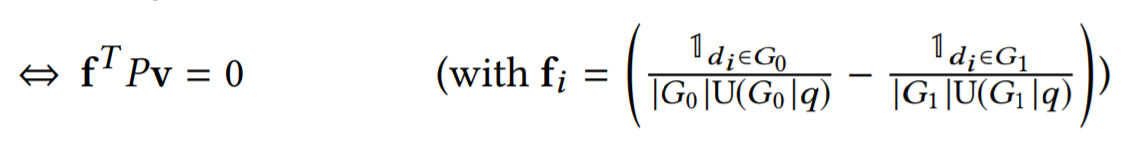 ⇔ f^T Pv = 0 (with f_i = ( 𝟙_{d_i∈G_0} / |G_0|U(G_0|q) − 𝟙_{d_i∈G_1} / |G_1|U(G_1|q) ))